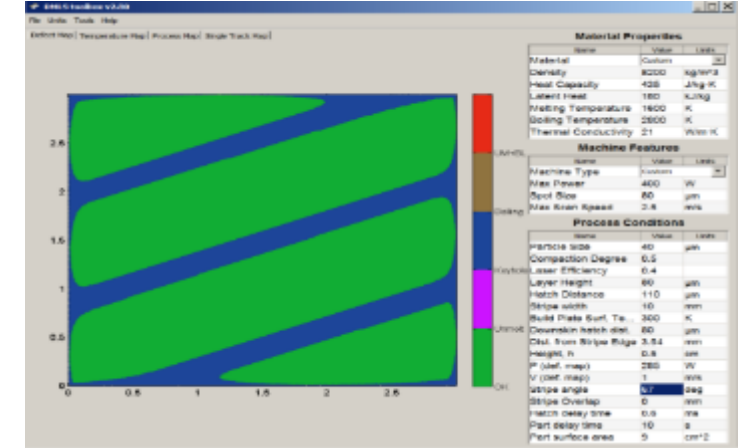 DMLS toolbox v2.00
File Units Tools Help
Defect Map Temperature Map Process Map Single Track Map
Material Properties
Name Value Units
Material Custom
Density 8200 kg/m^3
Heat Capacity 435 J/kg-K
Latent Heat 180 kJ/kg
Melting Temperature 1600 K
Boiling Temperature 2800 K
Thermal Conductivity 21 W/m-K
Machine Features
Name Value Units
Machine Type Custom
Max Power 400 W
Spot Size 80 μm
Max Scan Speed 2.5 m/s
Process Conditions
Name Value Units
Particle Size 40 μm
Compaction Degree 0.5
Laser Efficiency 0.4
Layer Height 80 μm
Hatch Distance 110 μm
Stripe width 10 mm
Build Plate Surf. Te... 300 K
Downskin hatch dist. 80 μm
Dist. from Stripe Edge 3.54 mm
Height, h 0.5
P (def. map) 285 W
V (def. map) 1 m/s
Stripe angle 67 deg
Stripe Overlap 0 mm
Hatch delay time 0.5 ms
Part delay time 10 s
Part surface area 9 cm^2
2.5
2
1.5
1
0.5
0
0 0.5 1 1.5 2 2.5
Boiling
Keyhole
Unmelt
OK